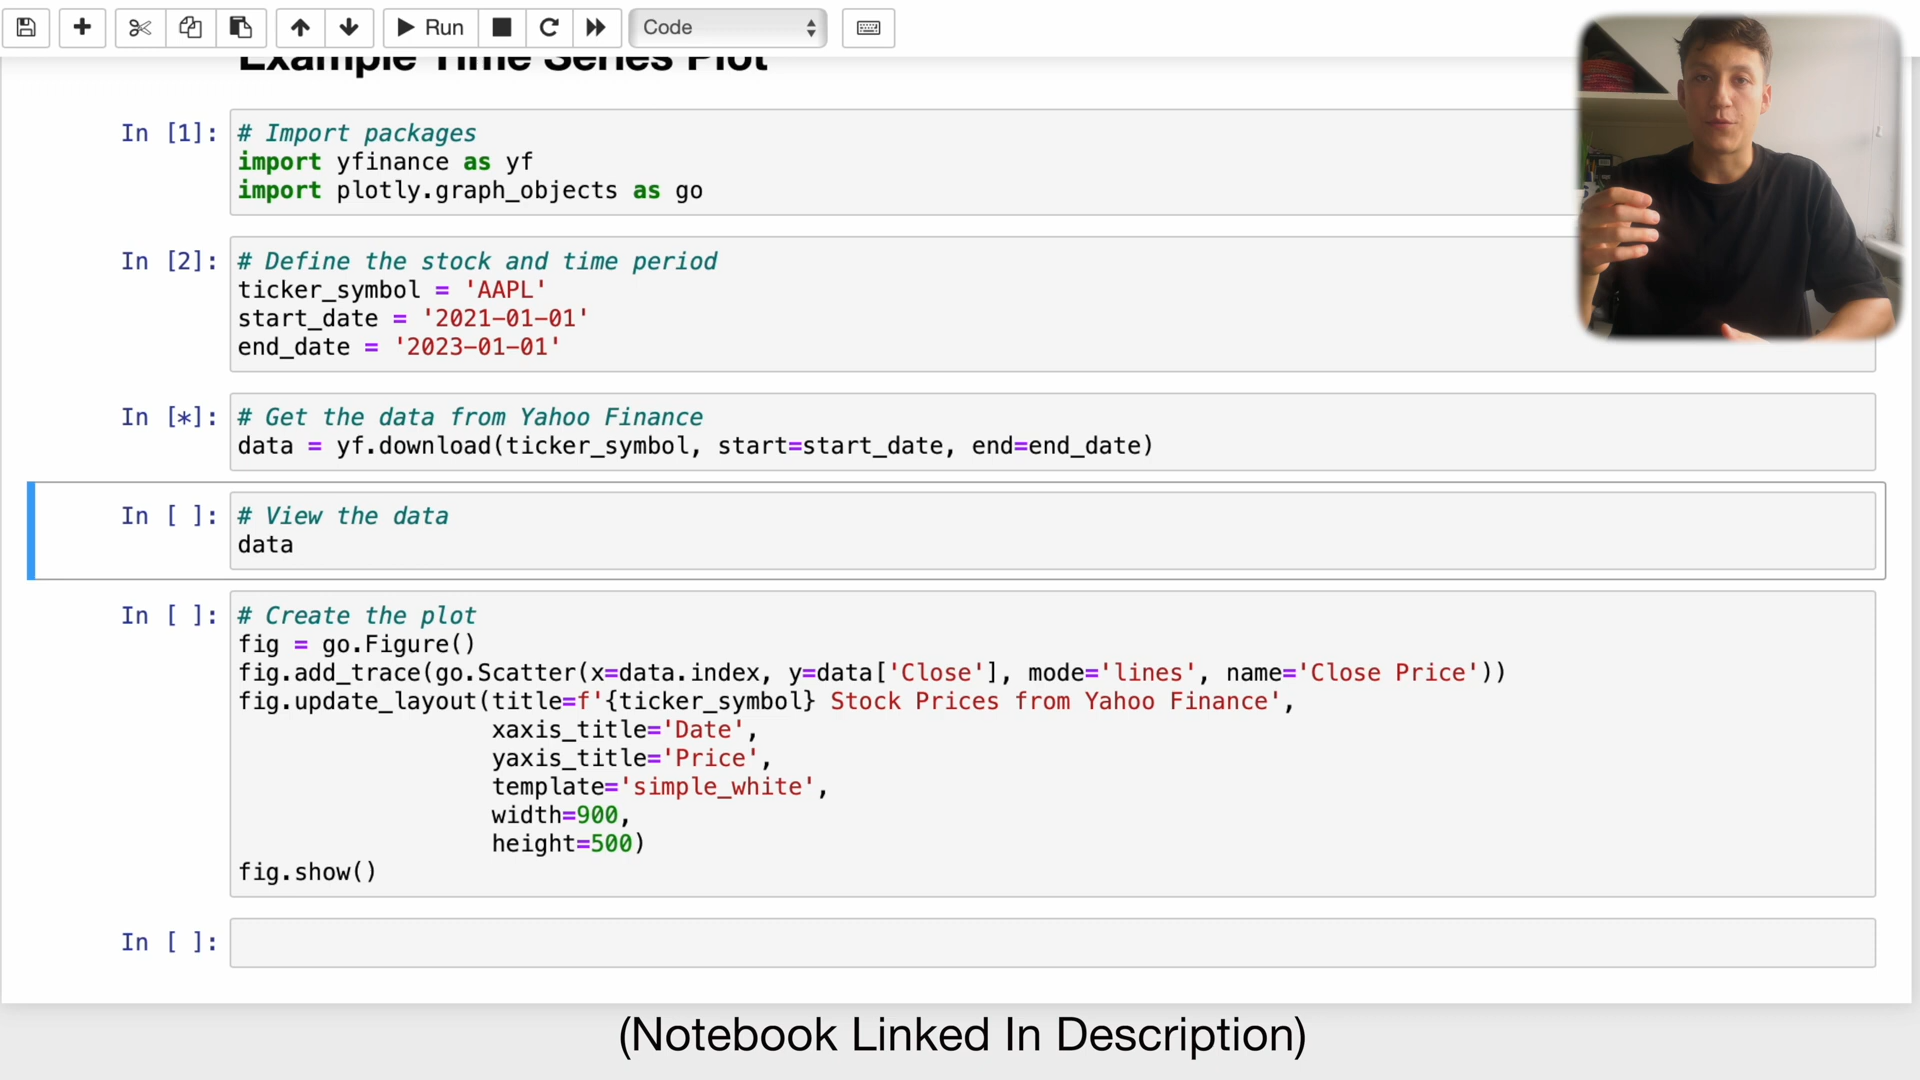 Run
Code
Example Time Series Plot
In [1]:
# Import packages
import yfinance as yf
import plotly.graph_objects as go
In [2]:
# Define the stock and time period
ticker_symbol = 'AAPL'
start_date = '2021-01-01'
end_date = '2023-01-01'
In [*]:
# Get the data from Yahoo Finance
data = yf.download(ticker_symbol, start=start_date, end=end_date)
In [ ]:
# View the data
data
In [ ]:
# Create the plot
fig = go.Figure()
fig.add_trace(go.Scatter(x=data.index, y=data['Close'], mode='lines', name='Close Price'))
fig.update_layout(title=f'{ticker_symbol} Stock Prices from Yahoo Finance',
xaxis_title='Date',
yaxis_title='Price',
template='simple_white',
width=900,
height=500)
fig.show()
In [ ]:
(Notebook Linked In Description)